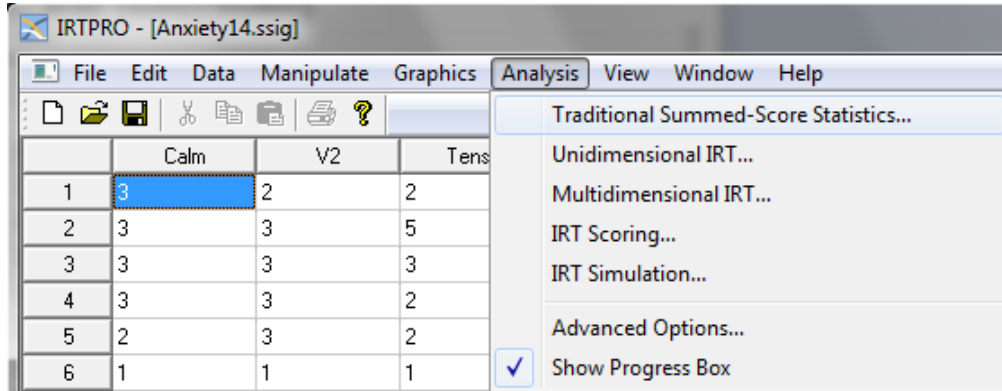 IRTPRO - [Anxiety14.ssig]
File Edit Data Manipulate Graphics Analysis View Window Help
Traditional Summed-Score Statistics...
Unidimensional IRT...
Multidimensional IRT...
IRT Scoring...
IRT Simulation...
Advanced Options...
Show Progress Box
Calm V2 Tens
1 3 2 2
2 3 3 5
3 3 3 3
4 3 3 2
5 2 3 2
6 1 1 1